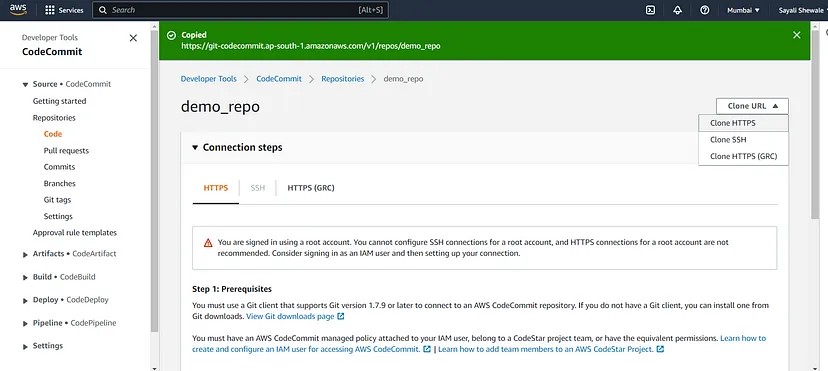 aws
Services
Search
[Alt+S]
Mumbai
Sayali Shewale
Developer Tools
CodeCommit
Source • CodeCommit
Getting started
Repositories
Code
Pull requests
Commits
Branches
Git tags
Settings
Approval rule templates
Artifacts • CodeArtifact
Build • CodeBuild
Deploy • CodeDeploy
Pipeline • CodePipeline
Settings
Copied
https://git-codecommit.ap-south-1.amazonaws.com/v1/repos/demo_repo
Developer Tools > CodeCommit > Repositories > demo_repo
demo_repo
Clone URL
Clone HTTPS
Clone SSH
Clone HTTPS (GRC)
Connection steps
HTTPS
SSH
HTTPS (GRC)
You are signed in using a root account. You cannot configure SSH connections for a root account, and HTTPS connections for a root account are not
recommended. Consider signing in as an IAM user and then setting up your connection.
Step 1: Prerequisites
You must use a Git client that supports Git version 1.7.9 or later to connect to an AWS CodeCommit repository. If you do not have a Git client, you can install one from
Git downloads. View Git downloads page
You must have an AWS CodeCommit managed policy attached to your IAM user, belong to a CodeStar project team, or have the equivalent permissions. Learn how to
create and configure an IAM user for accessing AWS CodeCommit. | Learn how to add team members to an AWS CodeStar Project.